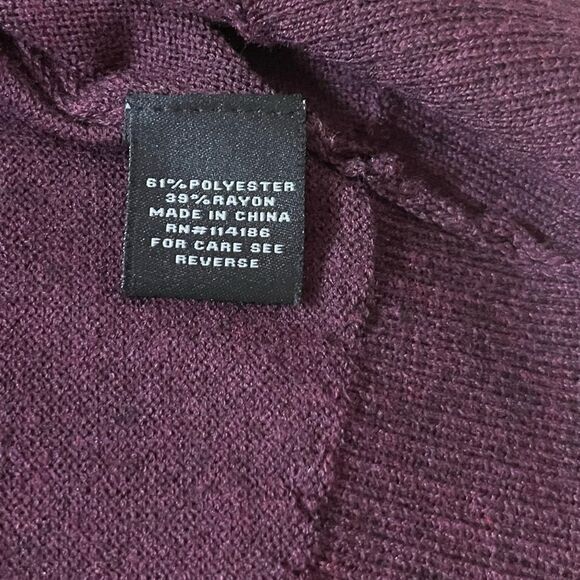 61%POLYESTER
39%RAYON
MADE IN CHINA
RN#114186
FOR CARE SEE
REVERSE